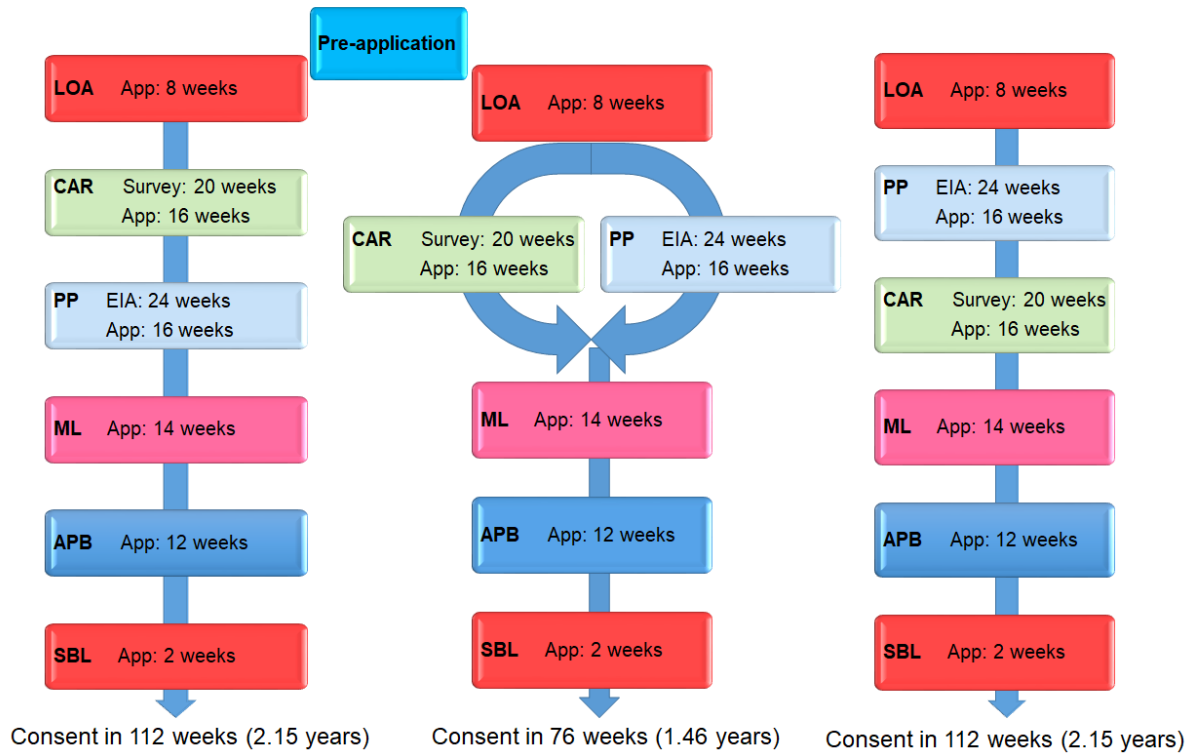 Pre-application
LOA App: 8 weeks
CAR Survey: 20 weeks
App: 16 weeks
PP EIA: 24 weeks
App: 16 weeks
ML App: 14 weeks
APB App: 12 weeks
SBL App: 2 weeks
Consent in 112 weeks (2.15 years)
LOA App: 8 weeks
CAR Survey: 20 weeks
App: 16 weeks
PP EIA: 24 weeks
App: 16 weeks
ML App: 14 weeks
APB App: 12 weeks
SBL App: 2 weeks
Consent in 76 weeks (1.46 years)
LOA App: 8 weeks
PP EIA: 24 weeks
App: 16 weeks
CAR Survey: 20 weeks
App: 16 weeks
ML App: 14 weeks
APB App: 12 weeks
SBL App: 2 weeks
Consent in 112 weeks (2.15 years)